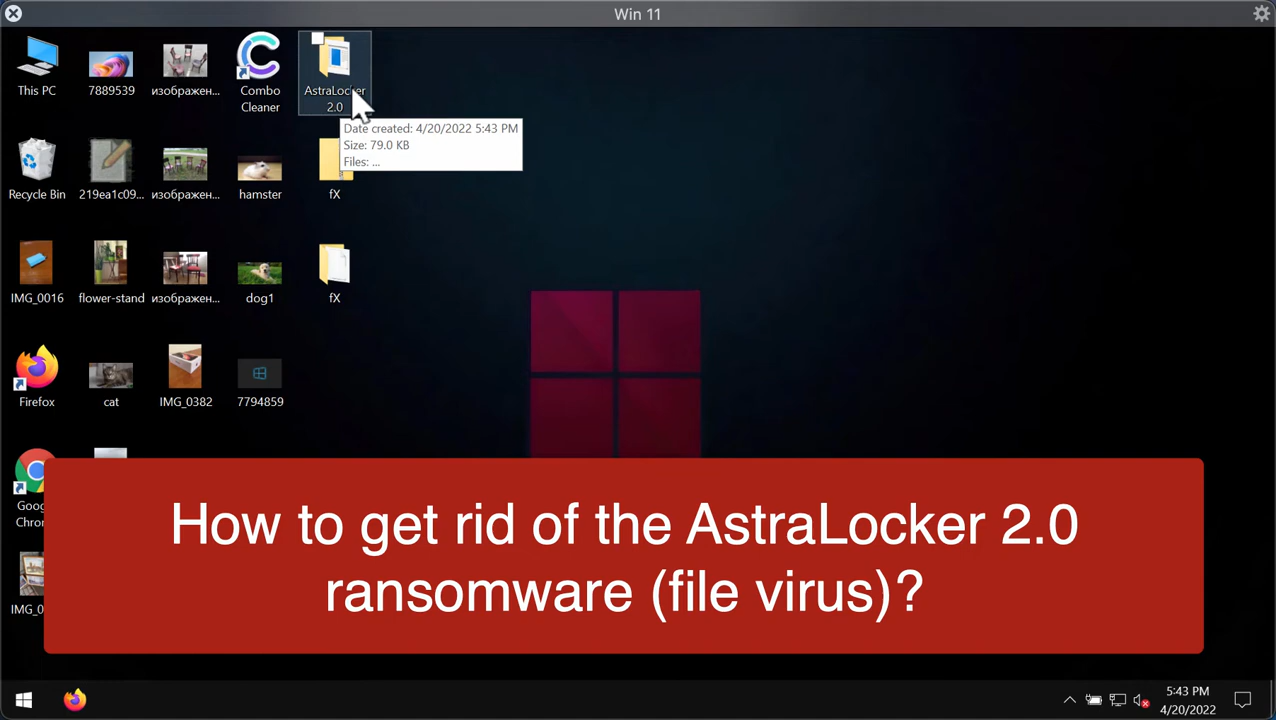 Win 11
This PC
7889539
изображен...
Combo
Cleaner
AstraLocker
2.0
Date created: 4/20/2022 5:43 PM
Size: 79.0 KB
Files: ...
Recycle Bin
219ea1c09...
изображен...
hamster
fX
IMG_0016
flower-stand
изображен...
dog1
fX
Firefox
cat
IMG_0382
7794859
How to get rid of the AstraLocker 2.0
ransomware (file virus)?
5:43 PM
4/20/2022